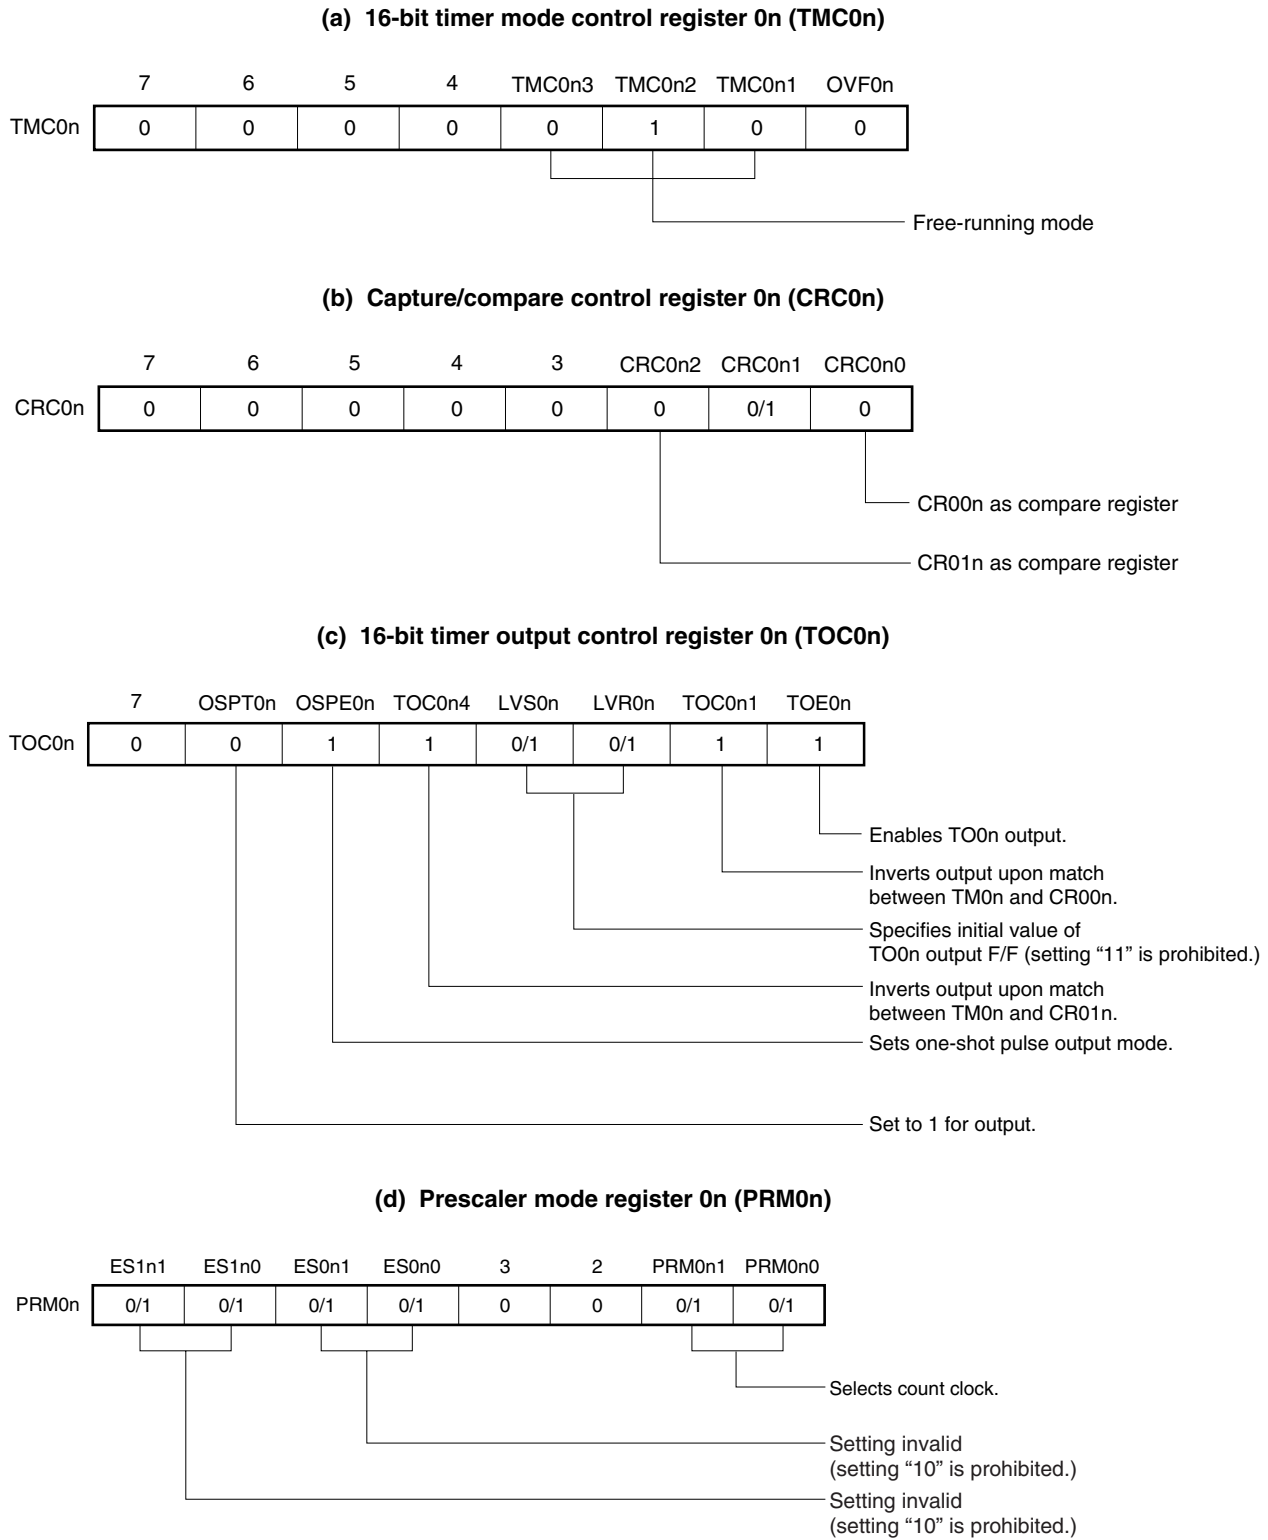 (a) 16-bit timer mode control register 0n (TMC0n)
7 6 5 4 TMC0n3 TMC0n2 TMC0n1 OVF0n
TMC0n 0 0 0 0 0 1 0 0
Free-running mode
(b) Capture/compare control register 0n (CRC0n)
7 6 5 4 3 CRC0n2 CRC0n1 CRC0n0
CRC0n 0 0 0 0 0 0 0/1 0
CR00n as compare register
CR01n as compare register
(c) 16-bit timer output control register 0n (TOC0n)
7 OSPT0n OSPE0n TOC0n4 LVS0n LVR0n TOC0n1 TOE0n
TOC0n 0 0 1 1 0/1 0/1 1 1
Enables TO0n output.
Inverts output upon match
between TM0n and CR00n.
Specifies initial value of
TO0n output F/F (setting “11” is prohibited.)
Inverts output upon match
between TM0n and CR01n.
Sets one-shot pulse output mode.
Set to 1 for output.
(d) Prescaler mode register 0n (PRM0n)
ES1n1 ES1n0 ES0n1 ES0n0 3 2 PRM0n1 PRM0n0
PRM0n 0/1 0/1 0/1 0/1 0 0 0/1 0/1
Selects count clock.
Setting invalid
(setting “10” is prohibited.)
Setting invalid
(setting “10” is prohibited.)